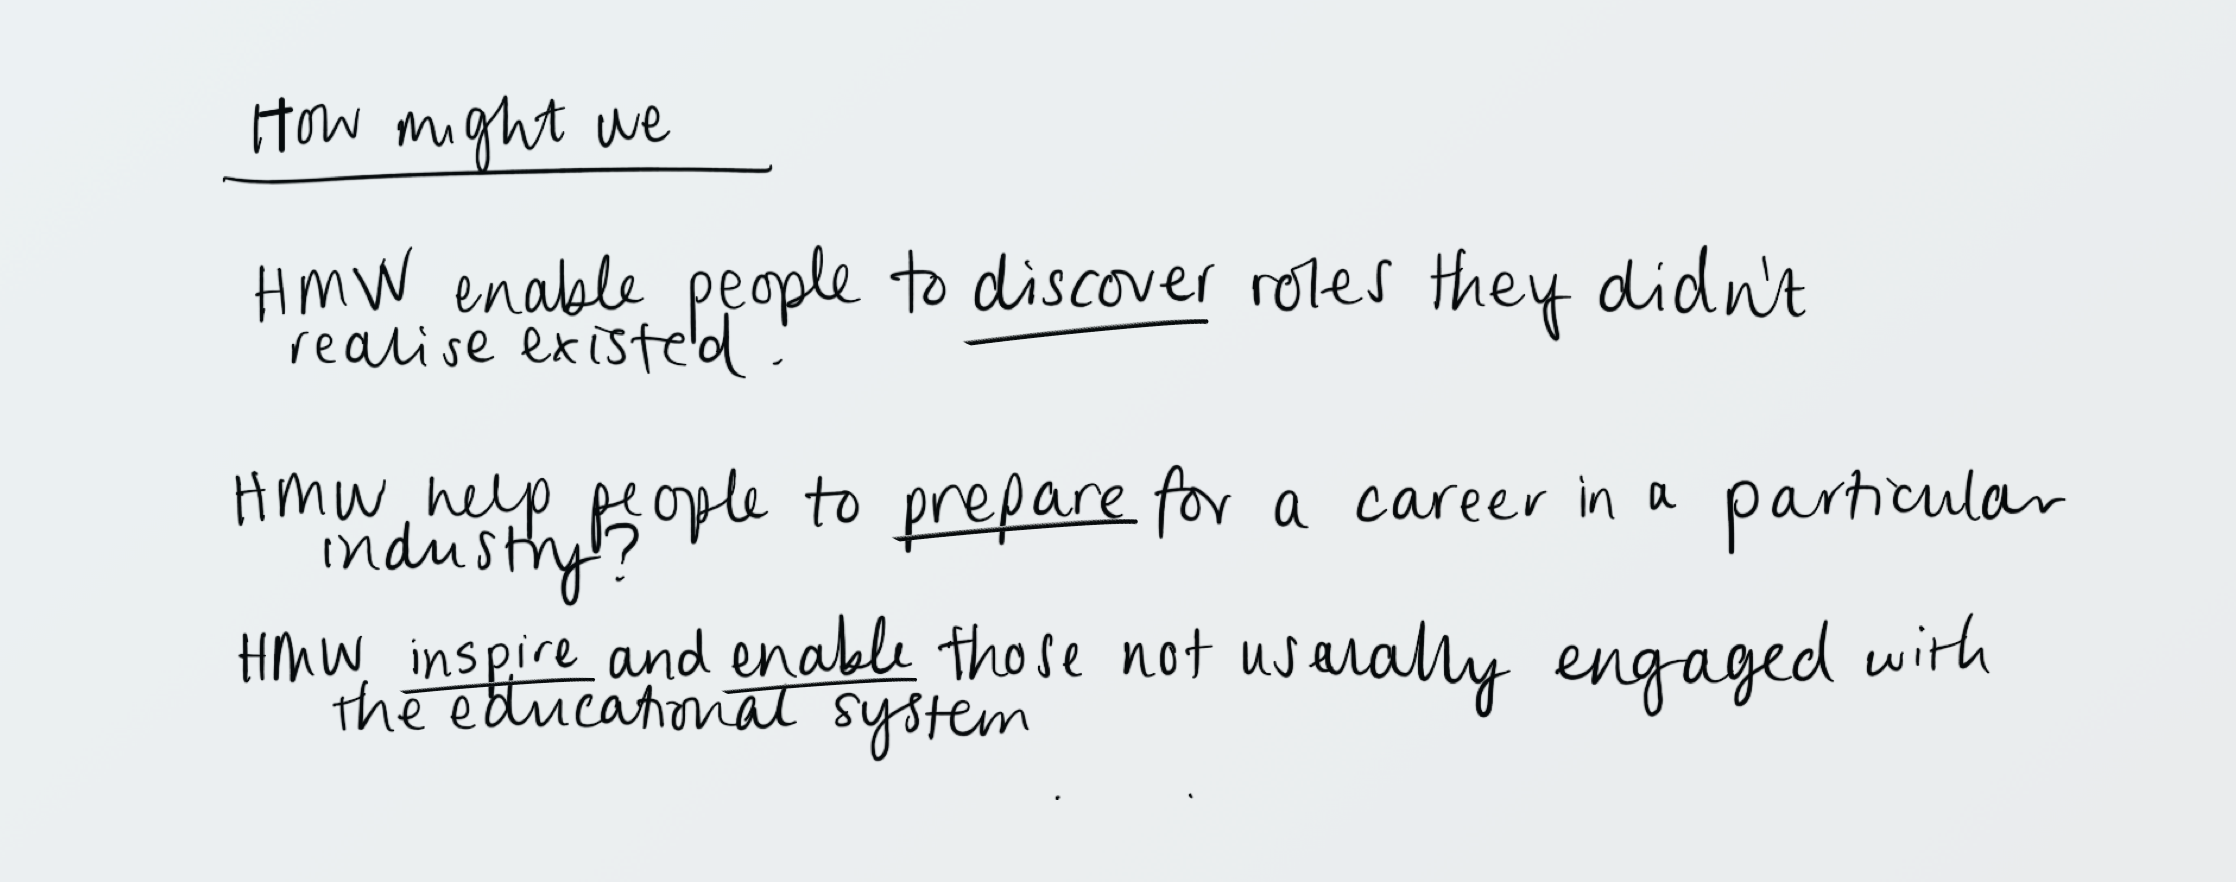 How might we
HMW enable people to discover roles they didn't
realise existed.
HMW help people to prepare for a career in a particular
industry?
HMW inspire and enable those not usually engaged with
the educational system